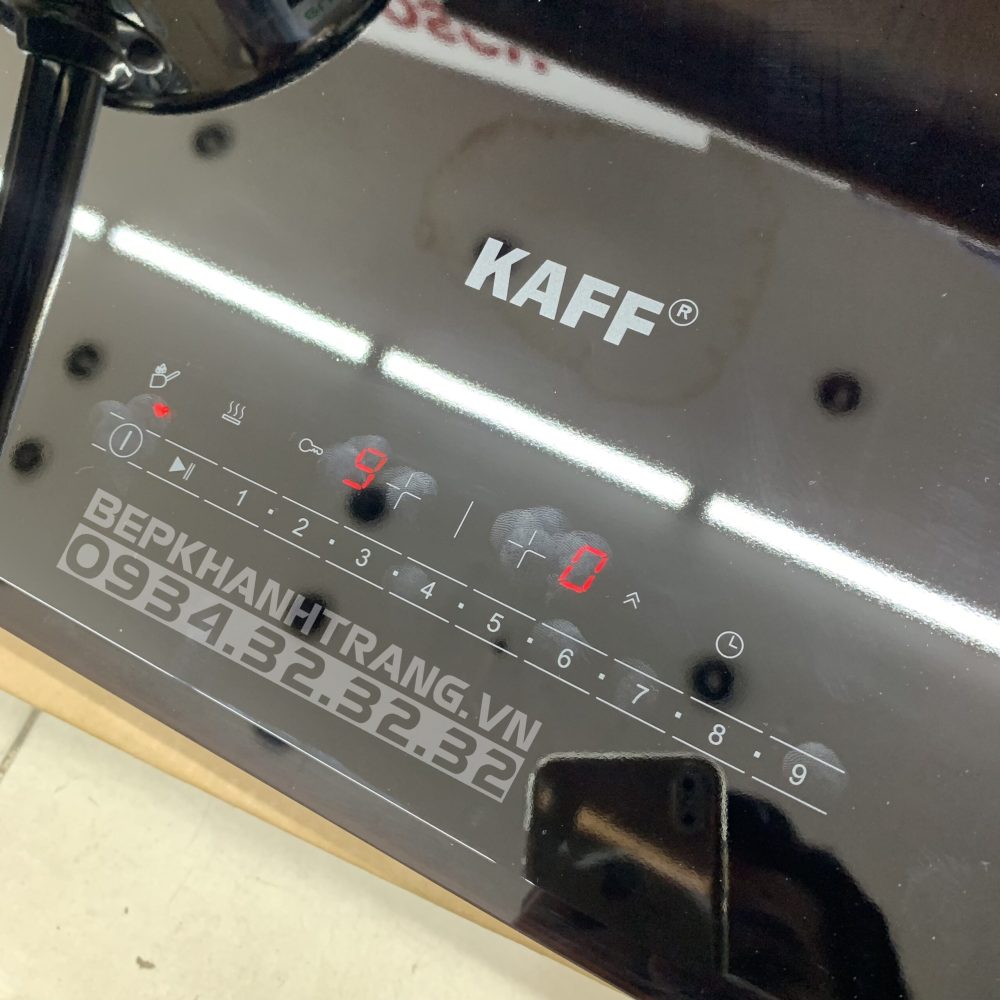 KAFF®
9
0
1 · 2 · 3 · 4 · 5 · 6 · 7 · 8 · 9
BEPKHANHTRANG.VN
0934.32.32.32